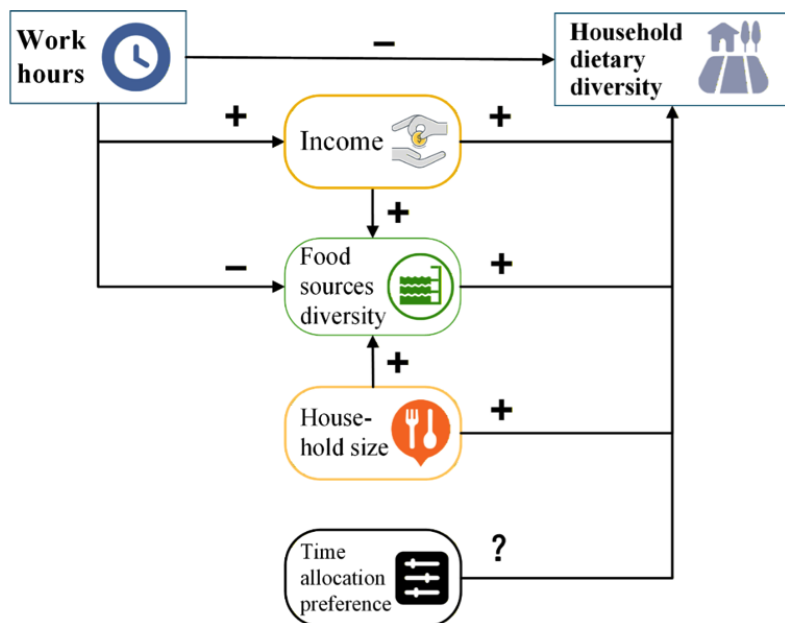 Work
hours
−
Household
dietary
diversity
+
Income
$
+
+
Food
sources
diversity
−
+
+
House-
hold size
+
Time
allocation
preference
?